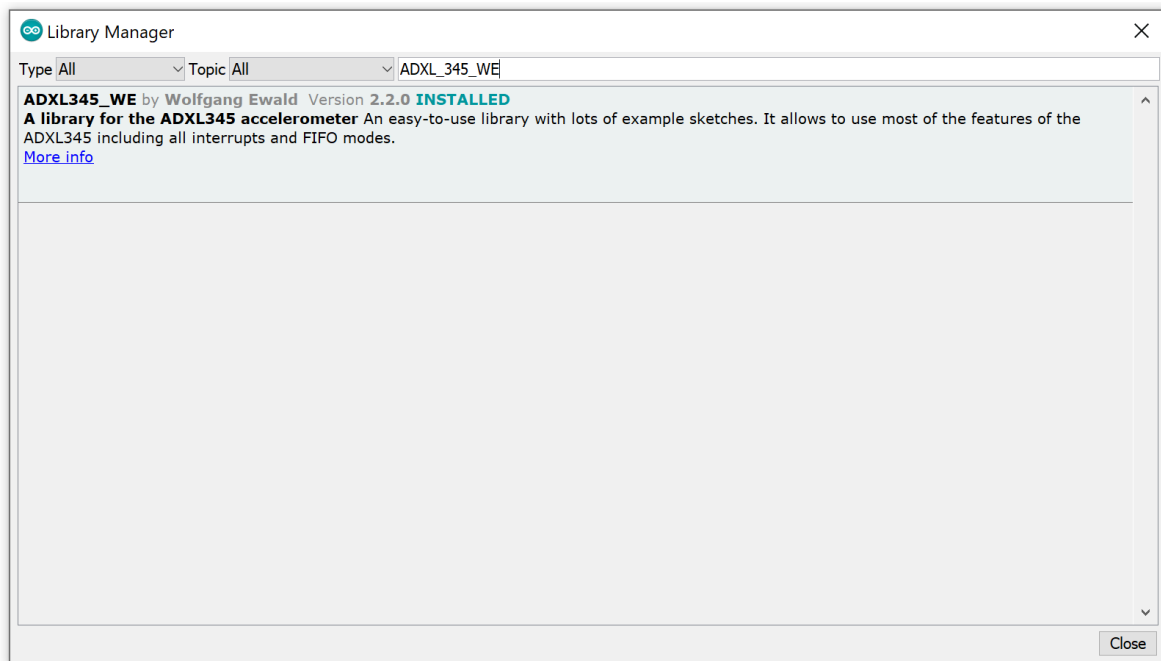 Library Manager
Type All Topic All ADXL_345_WE
ADXL345_WE by Wolfgang Ewald Version 2.2.0 INSTALLED
A library for the ADXL345 accelerometer An easy-to-use library with lots of example sketches. It allows to use most of the features of the
ADXL345 including all interrupts and FIFO modes.
More info
Close